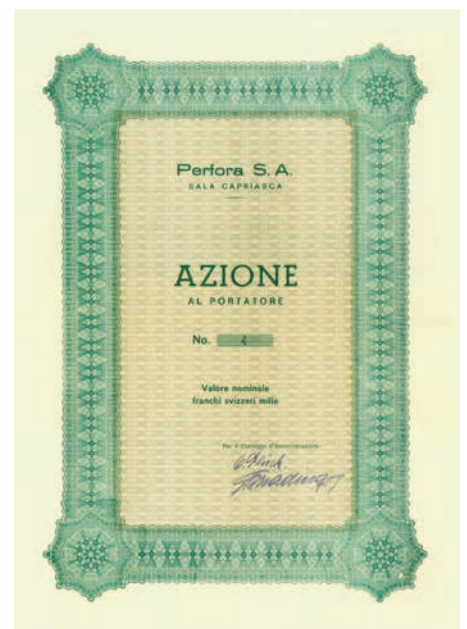 Perfora S.A.
SALA CAPRIASCA
AZIONE
AL PORTATORE
No. 4
Valore nominale
franchi svizzeri mille
Per il Consiglio d'Amministrazione